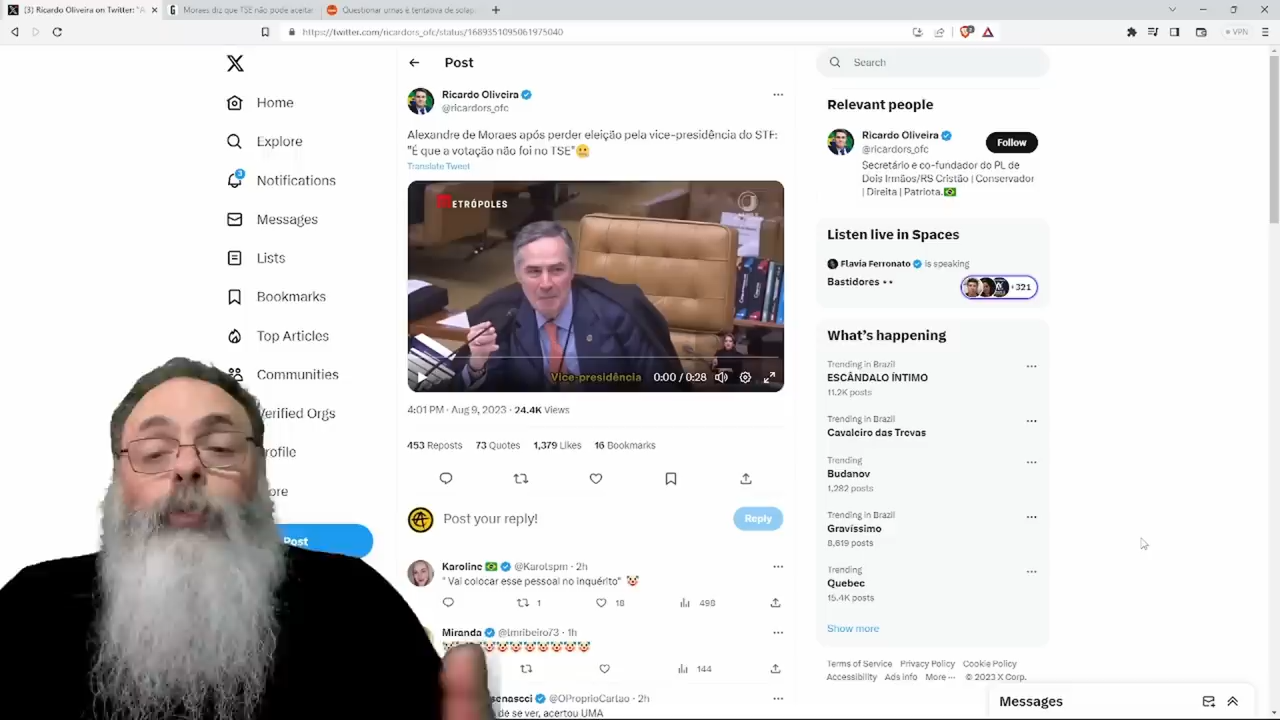 (3) Ricardo Oliveira on Twitter: "A
Moraes diz que TSE não pode aceitar
Questionar urnas é tentativa de solap
https://twitter.com/ricardors_ofc/status/1689351095061975040
VPN
Home
Explore
3
Notifications
Messages
Lists
Bookmarks
Top Articles
Communities
Verified Orgs
rofile
ore
Post
Post
Ricardo Oliveira
@ricardors_ofc
Alexandre de Moraes após perder eleição pela vice-presidência do STF:
"É que a votação não foi no TSE"🤐
Translate Tweet
METRÓPOLES
Vice-presidência
0:00 / 0:28
4:01 PM · Aug 9, 2023 · 24.4K Views
453 Reposts 73 Quotes 1,379 Likes 16 Bookmarks
Post your reply!
Reply
Karoline 🇧🇷 @Karotspm · 2h
" Vai colocar esse pessoal no inquérito" 🤡
1 18 498
Miranda @lmribeiro73 · 1h
🤡🤡🤡🤡🤡🤡🤡🤡🤡🤡
144
senascci @OProprioCartao · 2h
de se ver, acertou UMA
Search
Relevant people
Ricardo Oliveira
@ricardors_ofc
Follow
Secretário e co-fundador do PL de
Dois Irmãos/RS Cristão | Conservador
| Direita | Patriota.🇧🇷
Listen live in Spaces
Flavia Ferronato is speaking
Bastidores 👀
+321
What's happening
Trending in Brazil
ESCÂNDALO ÍNTIMO
11.2K posts
Trending in Brazil
Cavaleiro das Trevas
Trending
Budanov
1,282 posts
Trending in Brazil
Gravíssimo
8,619 posts
Trending
Quebec
15.4K posts
Show more
Terms of Service Privacy Policy Cookie Policy
Accessibility Ads info More ··· © 2023 X Corp.
Messages